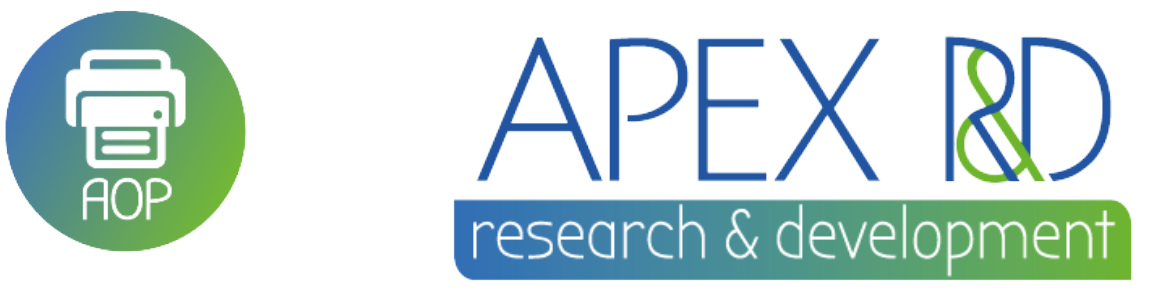 AOP
APEX R&D
research & development